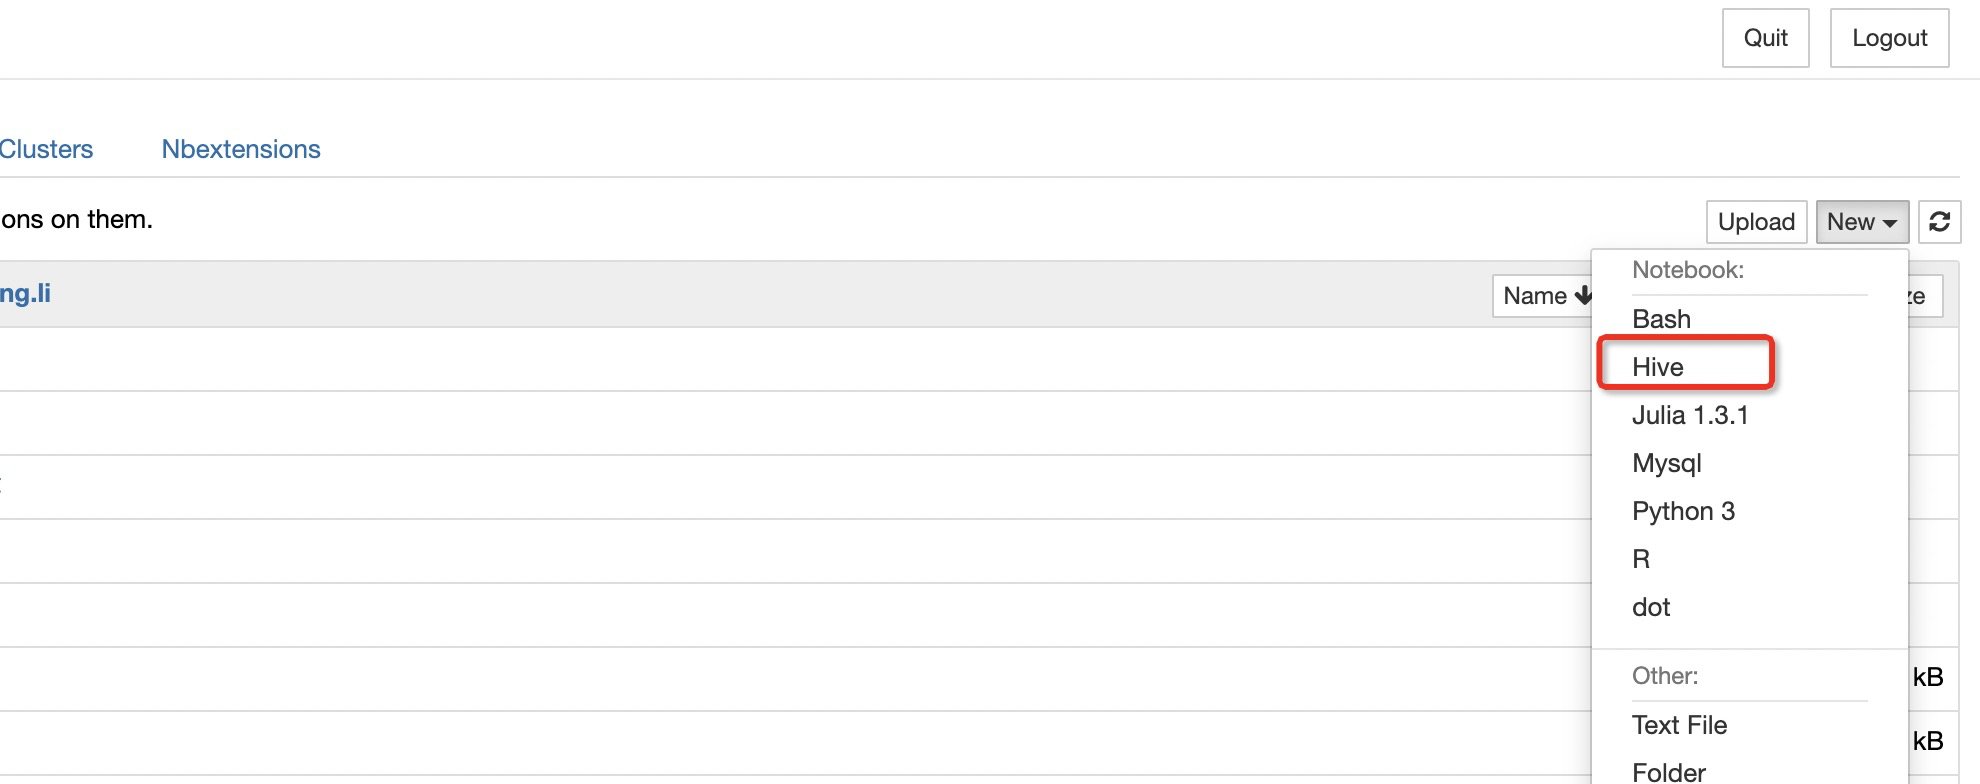 Quit Logout
Clusters Nbextensions
ons on them.
Upload New
ng.li
Name ze
Notebook:
Bash
Hive
Julia 1.3.1
Mysql
Python 3
R
dot
Other:
kB
Text File
kB
Folder